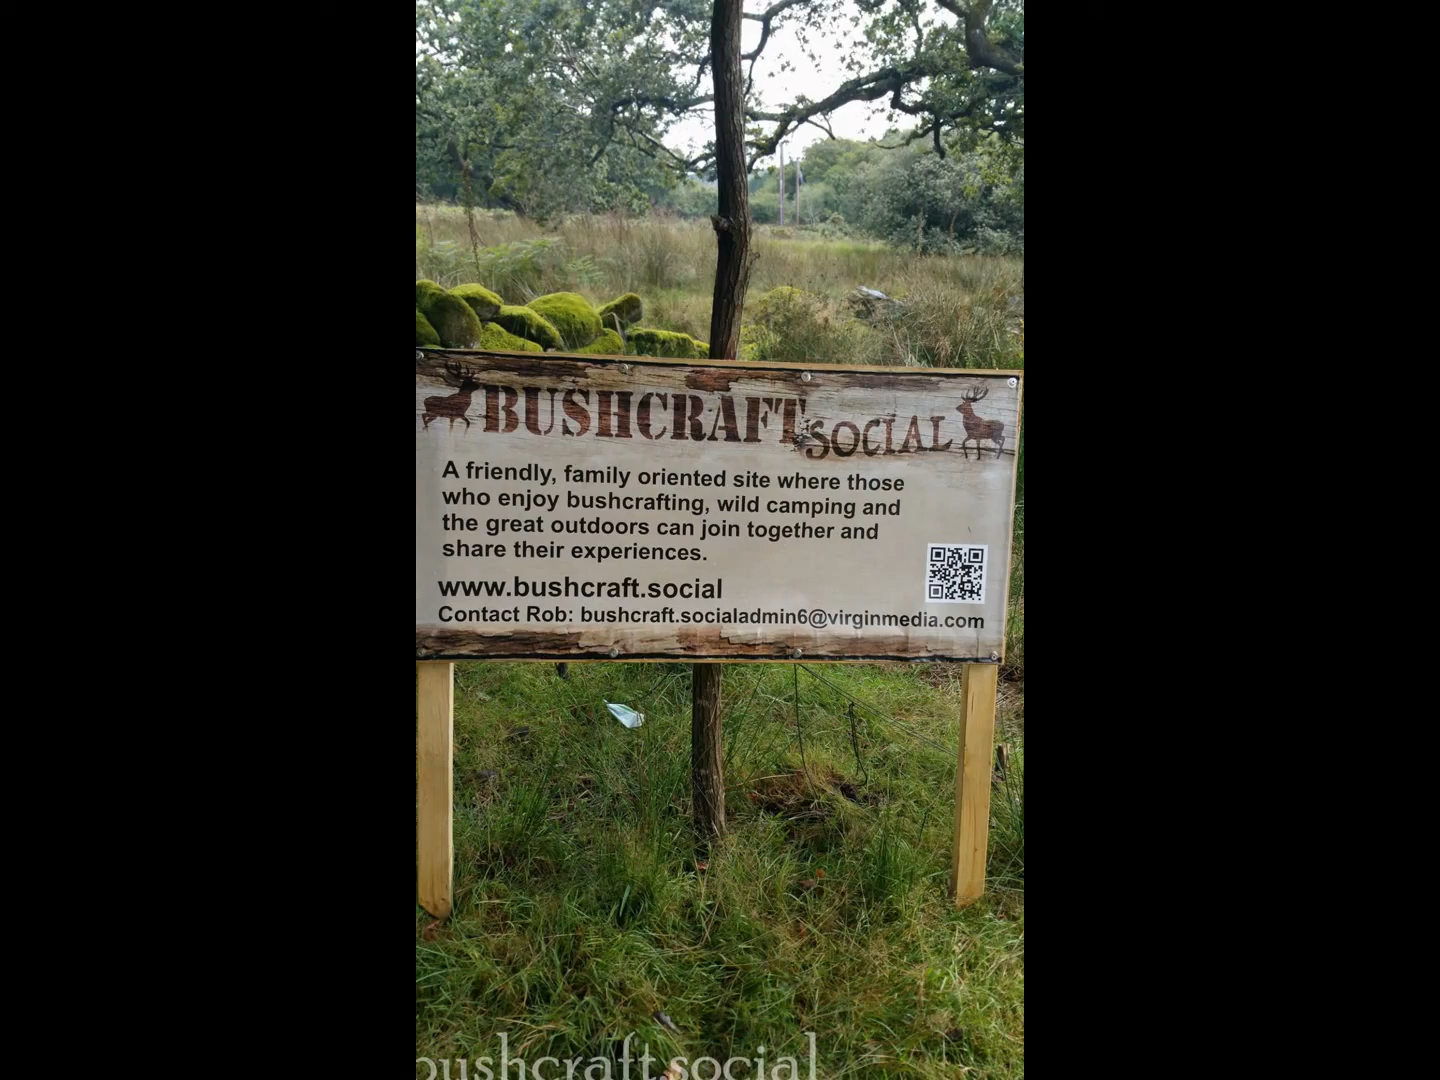 BUSHCRAFT SOCIAL
A friendly, family oriented site where those
who enjoy bushcrafting, wild camping and
the great outdoors can join together and
share their experiences.
www.bushcraft.social
Contact Rob: bushcraft.socialadmin6@virginmedia.com
bushcraft.social